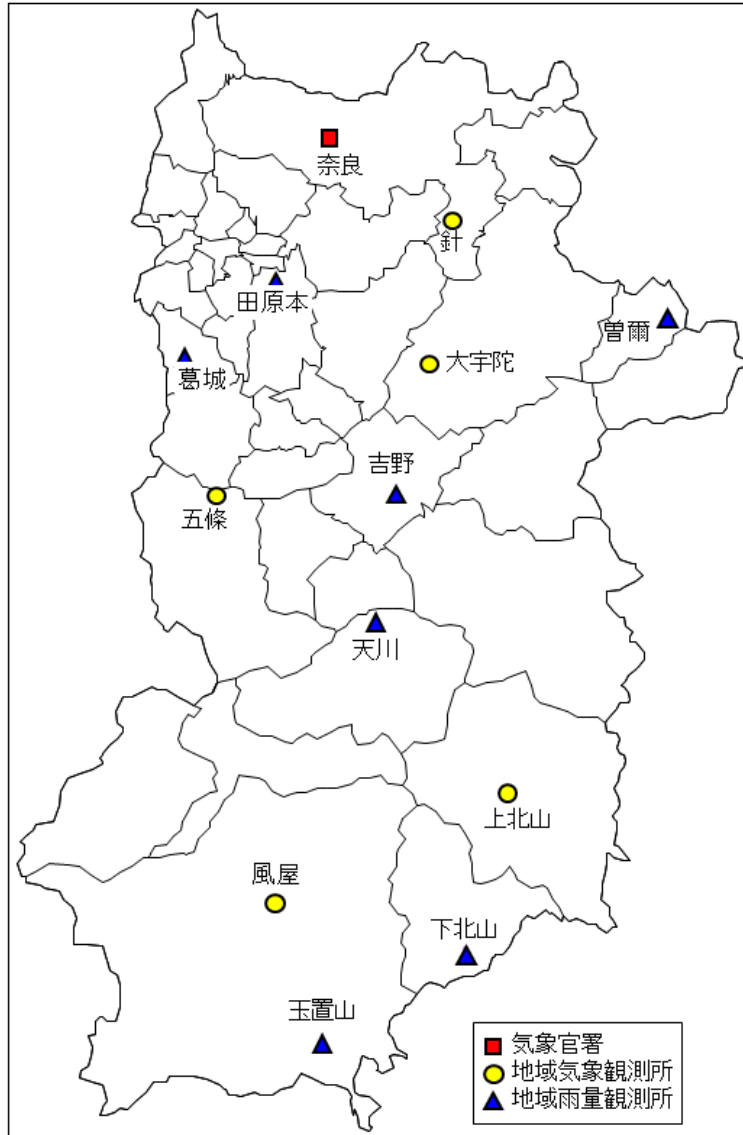 奈良
針
田原本
曽爾
大宇陀
葛城
吉野
五條
天川
上北山
風屋
下北山
玉置山
気象官署
地域気象観測所
地域雨量観測所